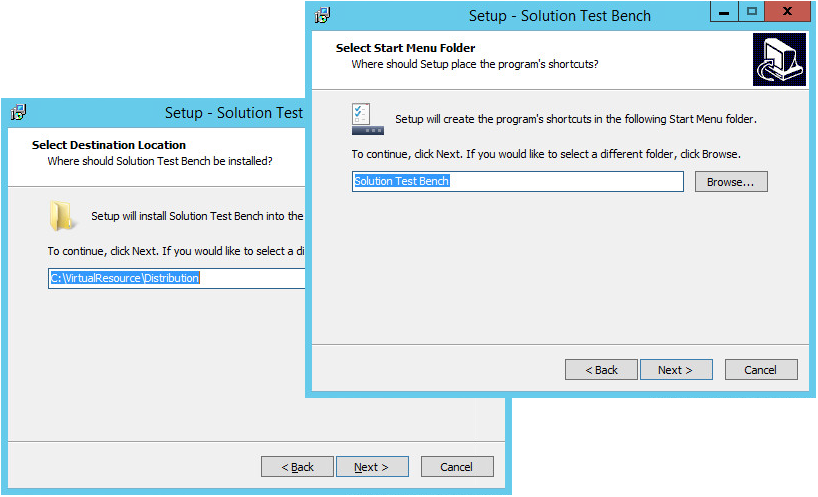 Setup - Solution Test Bench
Select Start Menu Folder
Where should Setup place the program's shortcuts?
Setup will create the program's shortcuts in the following Start Menu folder.
To continue, click Next. If you would like to select a different folder, click Browse.
Solution Test Bench
Browse...
< Back
Next >
Cancel
Setup - Solution Test
Select Destination Location
Where should Solution Test Bench be installed?
Setup will install Solution Test Bench into the
To continue, click Next. If you would like to select a di
C:\VirtualResource\Distribution
< Back
Next >
Cancel